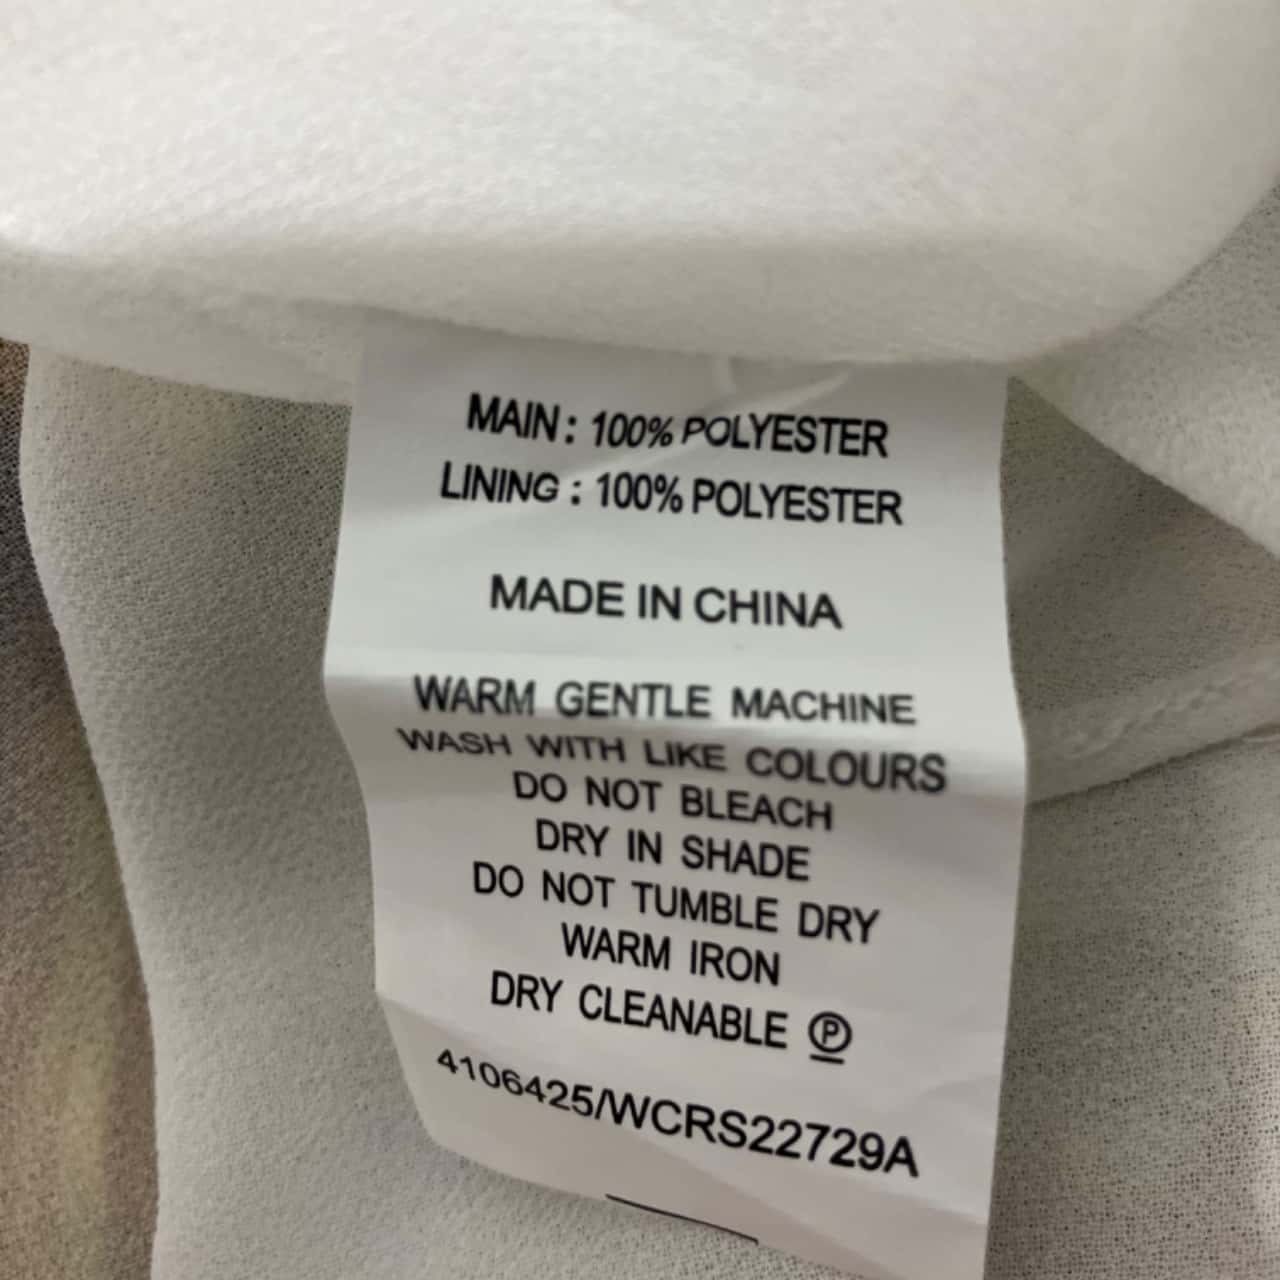 MAIN : 100% POLYESTER
LINING : 100% POLYESTER
MADE IN CHINA
WARM GENTLE MACHINE
WASH WITH LIKE COLOURS
DO NOT BLEACH
DRY IN SHADE
DO NOT TUMBLE DRY
WARM IRON
DRY CLEANABLE Ⓟ
4106425/WCRS22729A